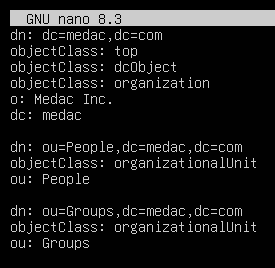 GNU nano 8.3
dn: dc=medac,dc=com
objectClass: top
objectClass: dcObject
objectClass: organization
o: Medac Inc.
dc: medac
dn: ou=People,dc=medac,dc=com
objectClass: organizationalUnit
ou: People
dn: ou=Groups,dc=medac,dc=com
objectClass: organizationalUnit
ou: Groups